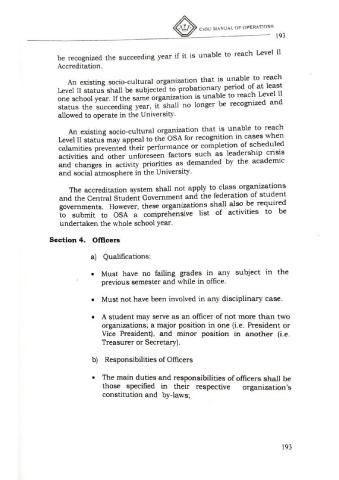 CNSU MANUAL OF OPERATIONS
193
be recognized the succeeding year if it is unable to reach Level II
Accreditation.
An existing socio-cultural organization that is unable to reach
Level II status shall be subjected to probationary period of at least
one school year. If the same organization is unable to reach Level II
status the succeeding year, it shall no longer be recognized and
allowed to operate in the University.
An existing socio-cultural organization that is unable to reach
Level II status may appeal to the OSA for recognition in cases when
calamities prevented their performance or completion of scheduled
activities and other unforeseen factors such as leadership crisis
and changes in activity priorities as demanded by the academic
and social atmosphere in the University.
The accreditation system shall not apply to class organizations
and the Central Student Government and the federation of student
governments. However, these organizations shall also be required
to submit to OSA a comprehensive list of activities to be
undertaken the whole school year.
Section 4. Officers
a) Qualifications:
• Must have no failing grades in any subject in the
previous semester and while in office.
• Must not have been involved in any disciplinary case.
• A student may serve as an officer of not more than two
organizations; a major position in one (i.e. President or
Vice President), and minor position in another (i.e.
Treasurer or Secretary).
b) Responsibilities of Officers
• The main duties and responsibilities of officers shall be
those specified in their respective organization's
constitution and by-laws;
193